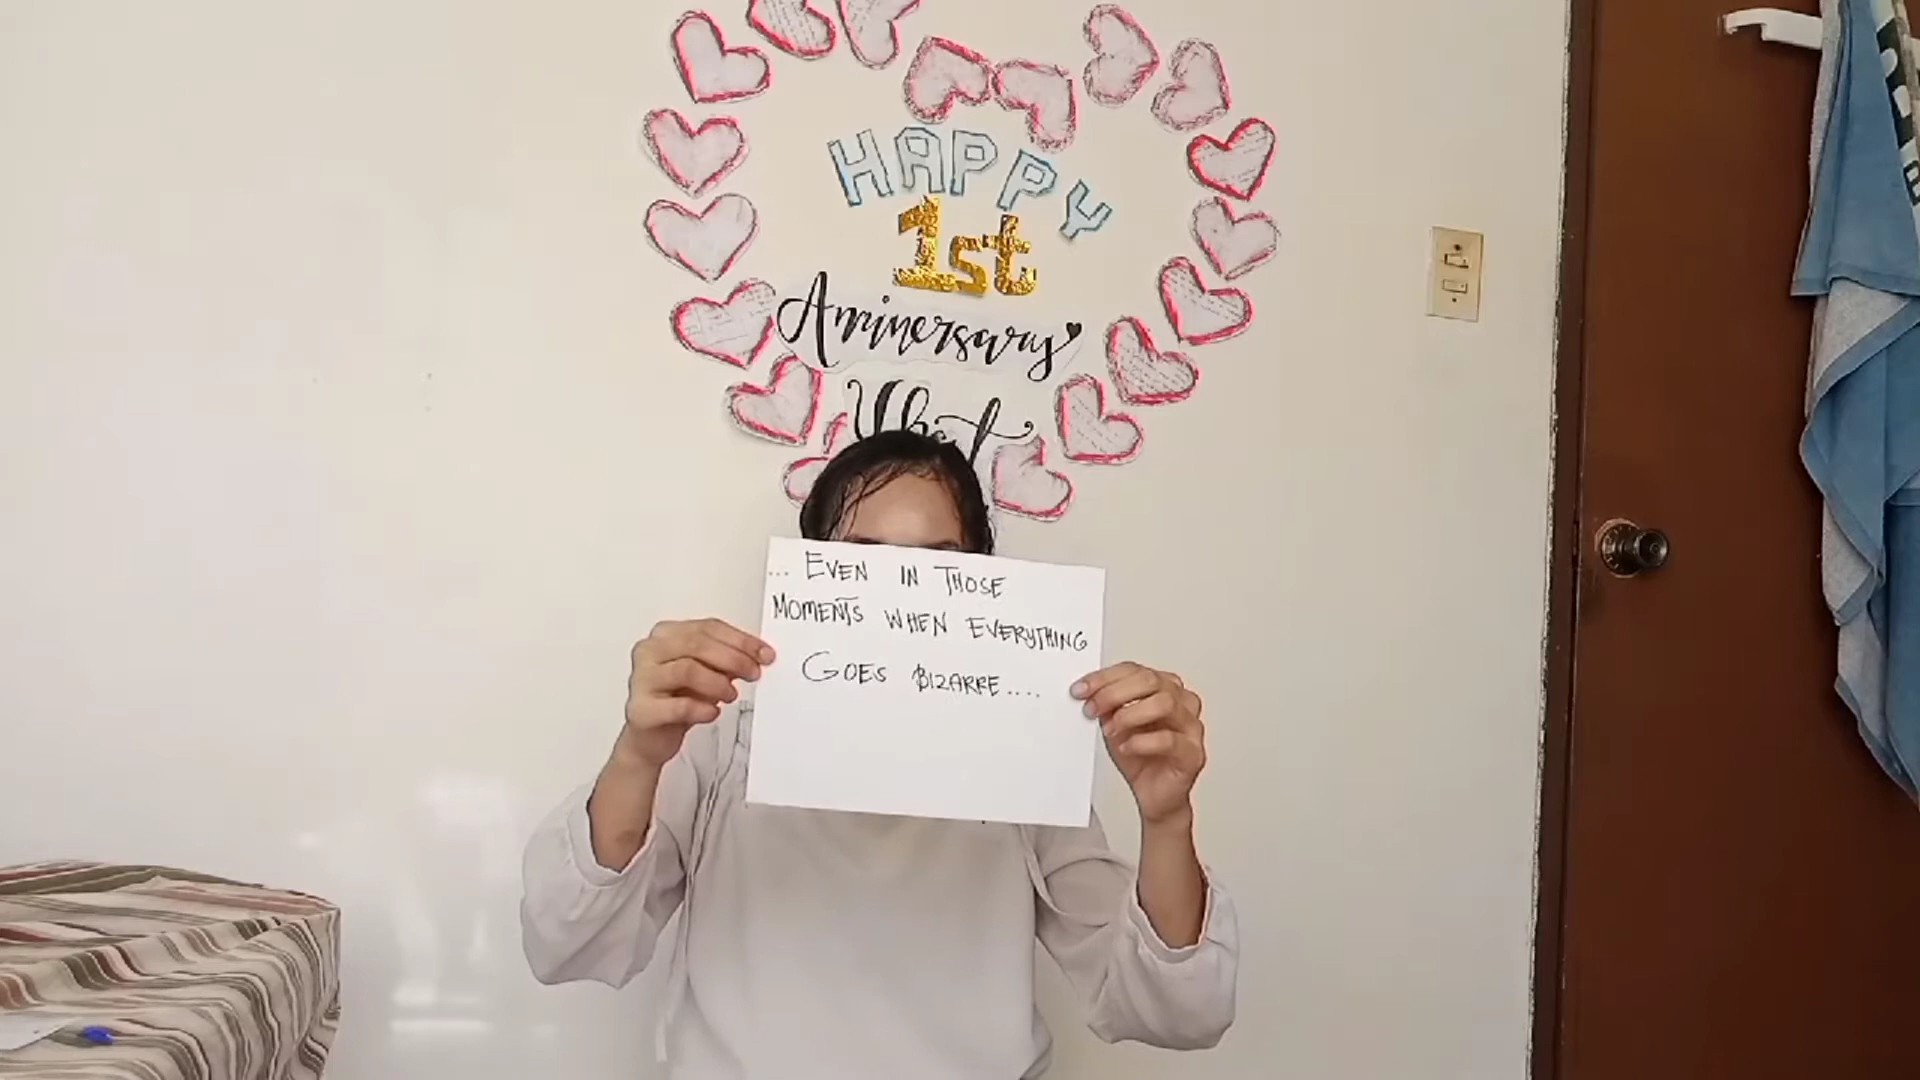 HAPPY
1st
Anniversary
... EVEN IN THOSE
MOMENTS WHEN EVERYTHING
GOES BIZARRE....